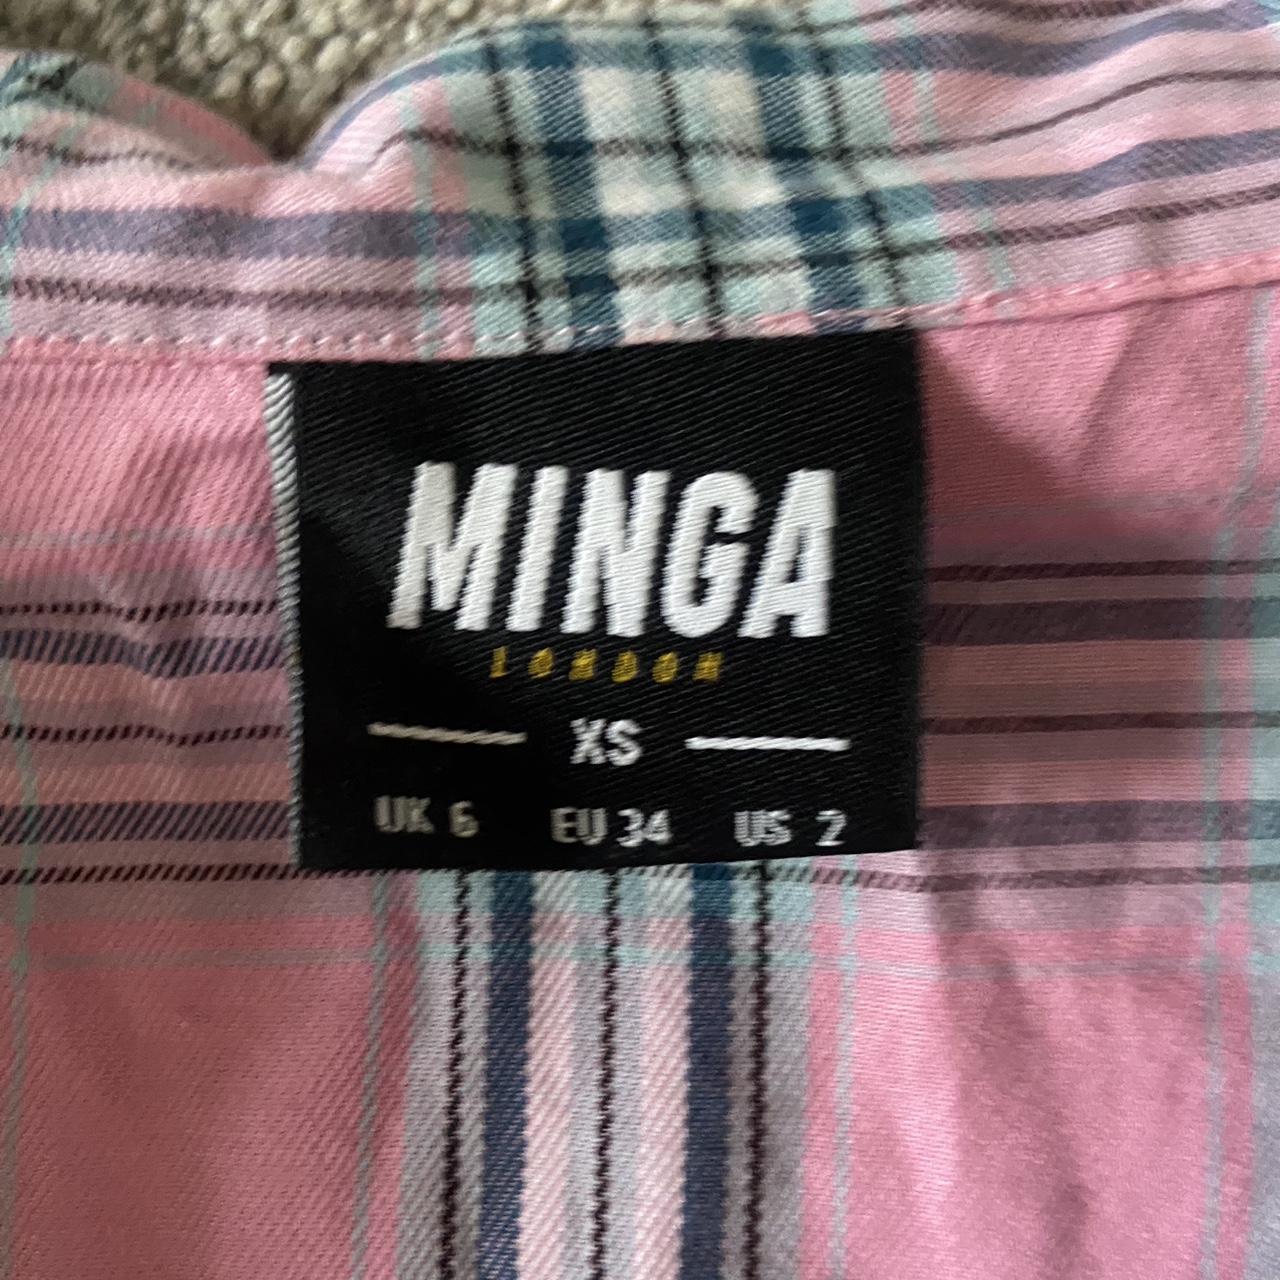 MINGA
LONDON
XS
UK 6 EU 34 US 2